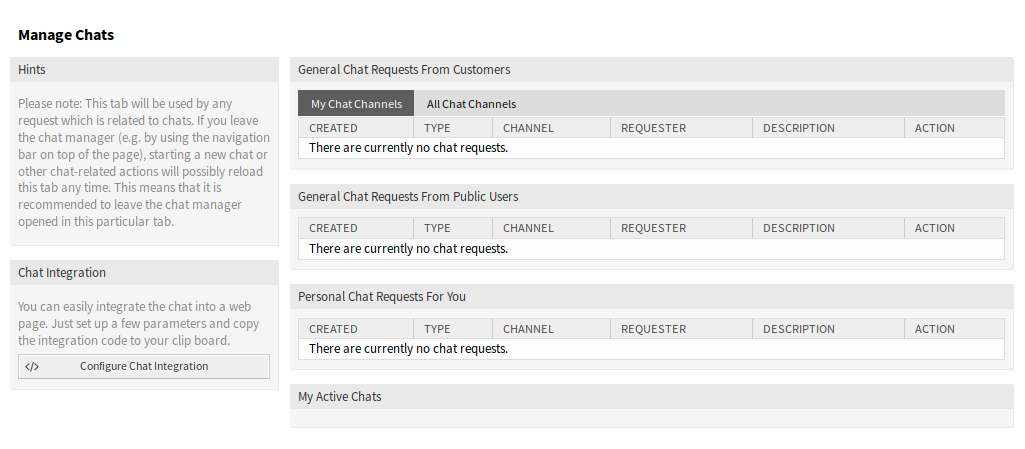 Manage Chats
Hints
Please note: This tab will be used by any
request which is related to chats. If you leave
the chat manager (e.g. by using the navigation
bar on top of the page), starting a new chat or
other chat-related actions will possibly reload
this tab any time. This means that it is
recommended to leave the chat manager
opened in this particular tab.
Chat Integration
You can easily integrate the chat into a web
page. Just set up a few parameters and copy
the integration code to your clip board.
</> Configure Chat Integration
General Chat Requests From Customers
My Chat Channels All Chat Channels
CREATED TYPE CHANNEL REQUESTER DESCRIPTION ACTION
There are currently no chat requests.
General Chat Requests From Public Users
CREATED TYPE CHANNEL REQUESTER DESCRIPTION ACTION
There are currently no chat requests.
Personal Chat Requests For You
CREATED TYPE CHANNEL REQUESTER DESCRIPTION ACTION
There are currently no chat requests.
My Active Chats